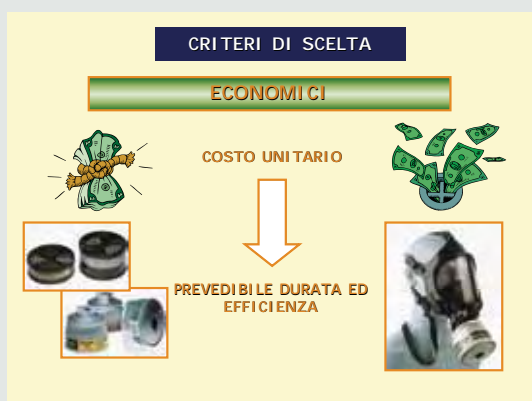 CRITERI DI SCELTA
ECONOMICI
COSTO UNITARIO
PREVEDIBILE DURATA ED
EFFICIENZA